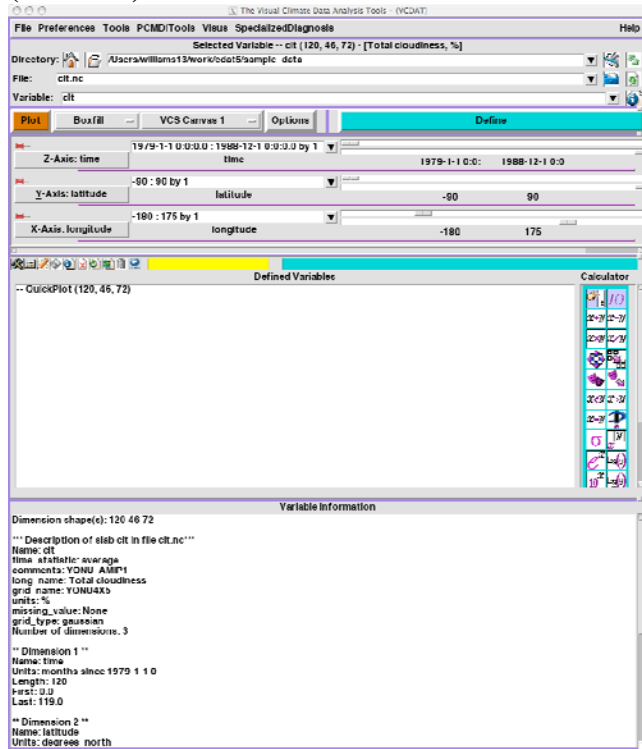 The Visual Climate Data Analysis Tools - (VCDAT)
File Preferences Tools PCMDITools Visus SpecializedDiagnosis Help
Selected Variable -- clt (120, 46, 72) - [Total cloudiness, %]
Directory: /Users/williams13/work/cdat5/sample_data
File: clt.nc
Variable: clt
Plot Boxfill VCS Canvas 1 Options Define
1979-1-1 0:0:0.0 : 1988-12-1 0:0:0.0 by 1
Z-Axis: time time 1979-1-1 0:0: 1988-12-1 0:0
-90 : 90 by 1
Y-Axis: latitude latitude -90 90
-180 : 175 by 1
X-Axis: longitude longitude -180 175
Defined Variables Calculator
-- QuickPlot (120, 46, 72)
x+y x-y
x×y x/y
x<y x>y
x=y
σ |y|
Variable Information
Dimension shape(s): 120 46 72
*** Description of slab clt in file clt.nc***
Name: clt
time_statistic: average
comments: YONU_AMIP1
long_name: Total cloudiness
grid_name: YONU4X5
units: %
missing_value: None
grid_type: gaussian
Number of dimensions: 3
** Dimension 1 **
Name: time
Units: months since 1979-1-1 0
Length: 120
First: 0.0
Last: 119.0
** Dimension 2 **
Name: latitude
Units: degrees_north